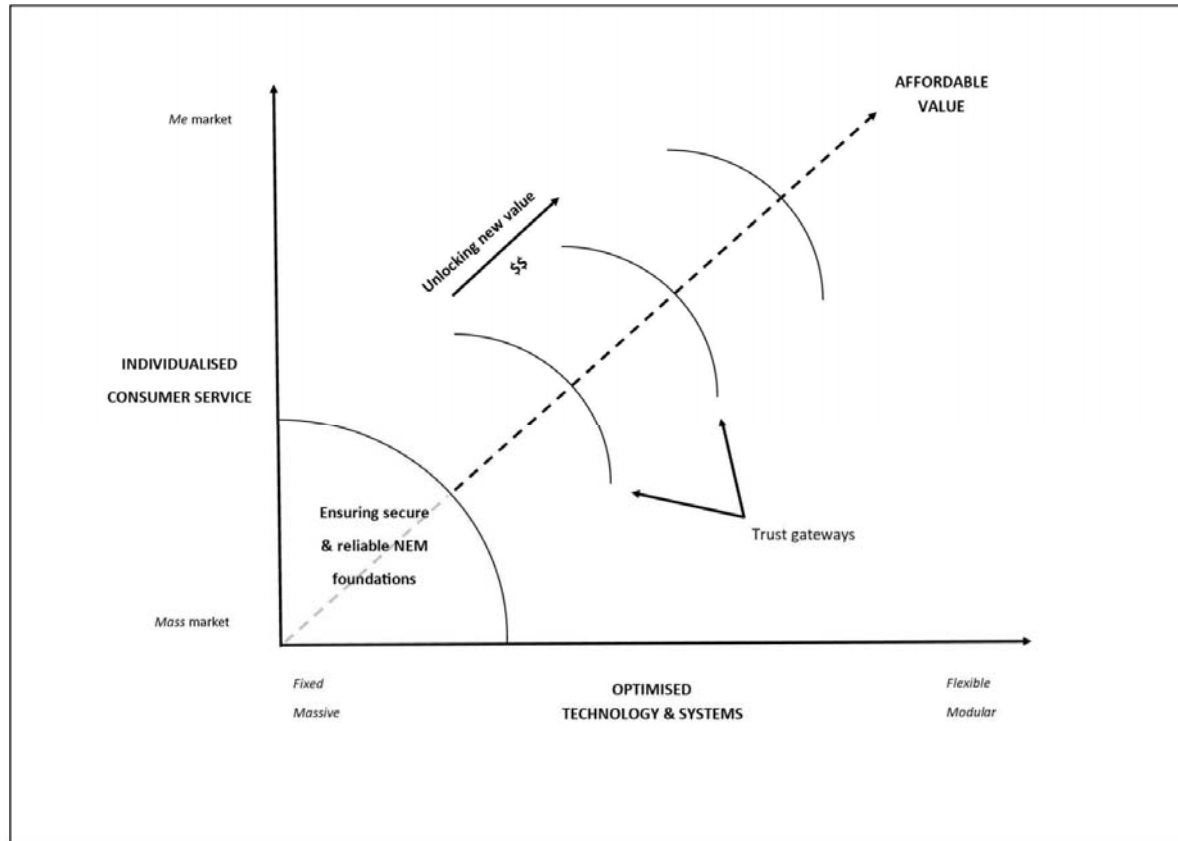 AFFORDABLE
VALUE
Me market
Unlocking new value
$$
INDIVIDUALISED
CONSUMER SERVICE
Ensuring secure
& reliable NEM
foundations
Trust gateways
Mass market
Fixed
Massive
OPTIMISED
TECHNOLOGY & SYSTEMS
Flexible
Modular